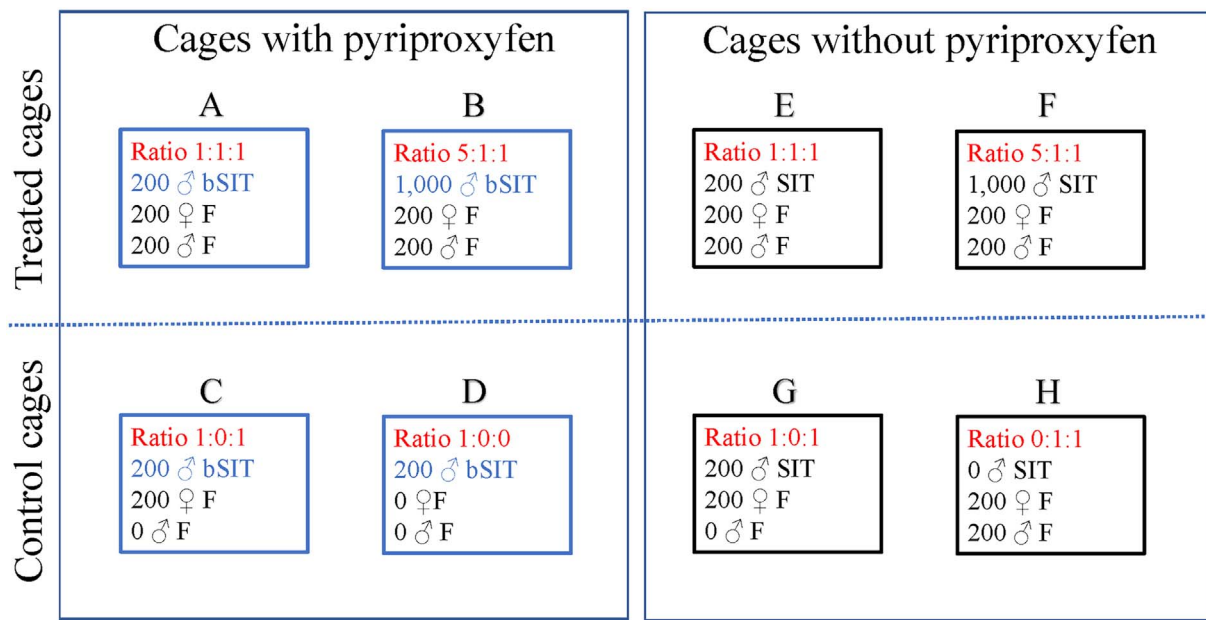 Cages with pyriproxyfen
Cages without pyriproxyfen
Treated cages
A
Ratio 1:1:1
200 ♂ bSIT
200 ♀ F
200 ♂ F
B
Ratio 5:1:1
1,000 ♂ bSIT
200 ♀ F
200 ♂ F
E
Ratio 1:1:1
200 ♂ SIT
200 ♀ F
200 ♂ F
F
Ratio 5:1:1
1,000 ♂ SIT
200 ♀ F
200 ♂ F
Control cages
C
Ratio 1:0:1
200 ♂ bSIT
200 ♀ F
0 ♂ F
D
Ratio 1:0:0
200 ♂ bSIT
0 ♀F
0 ♂ F
G
Ratio 1:0:1
200 ♂ SIT
200 ♀ F
0 ♂ F
H
Ratio 0:1:1
0 ♂ SIT
200 ♀ F
200 ♂ F